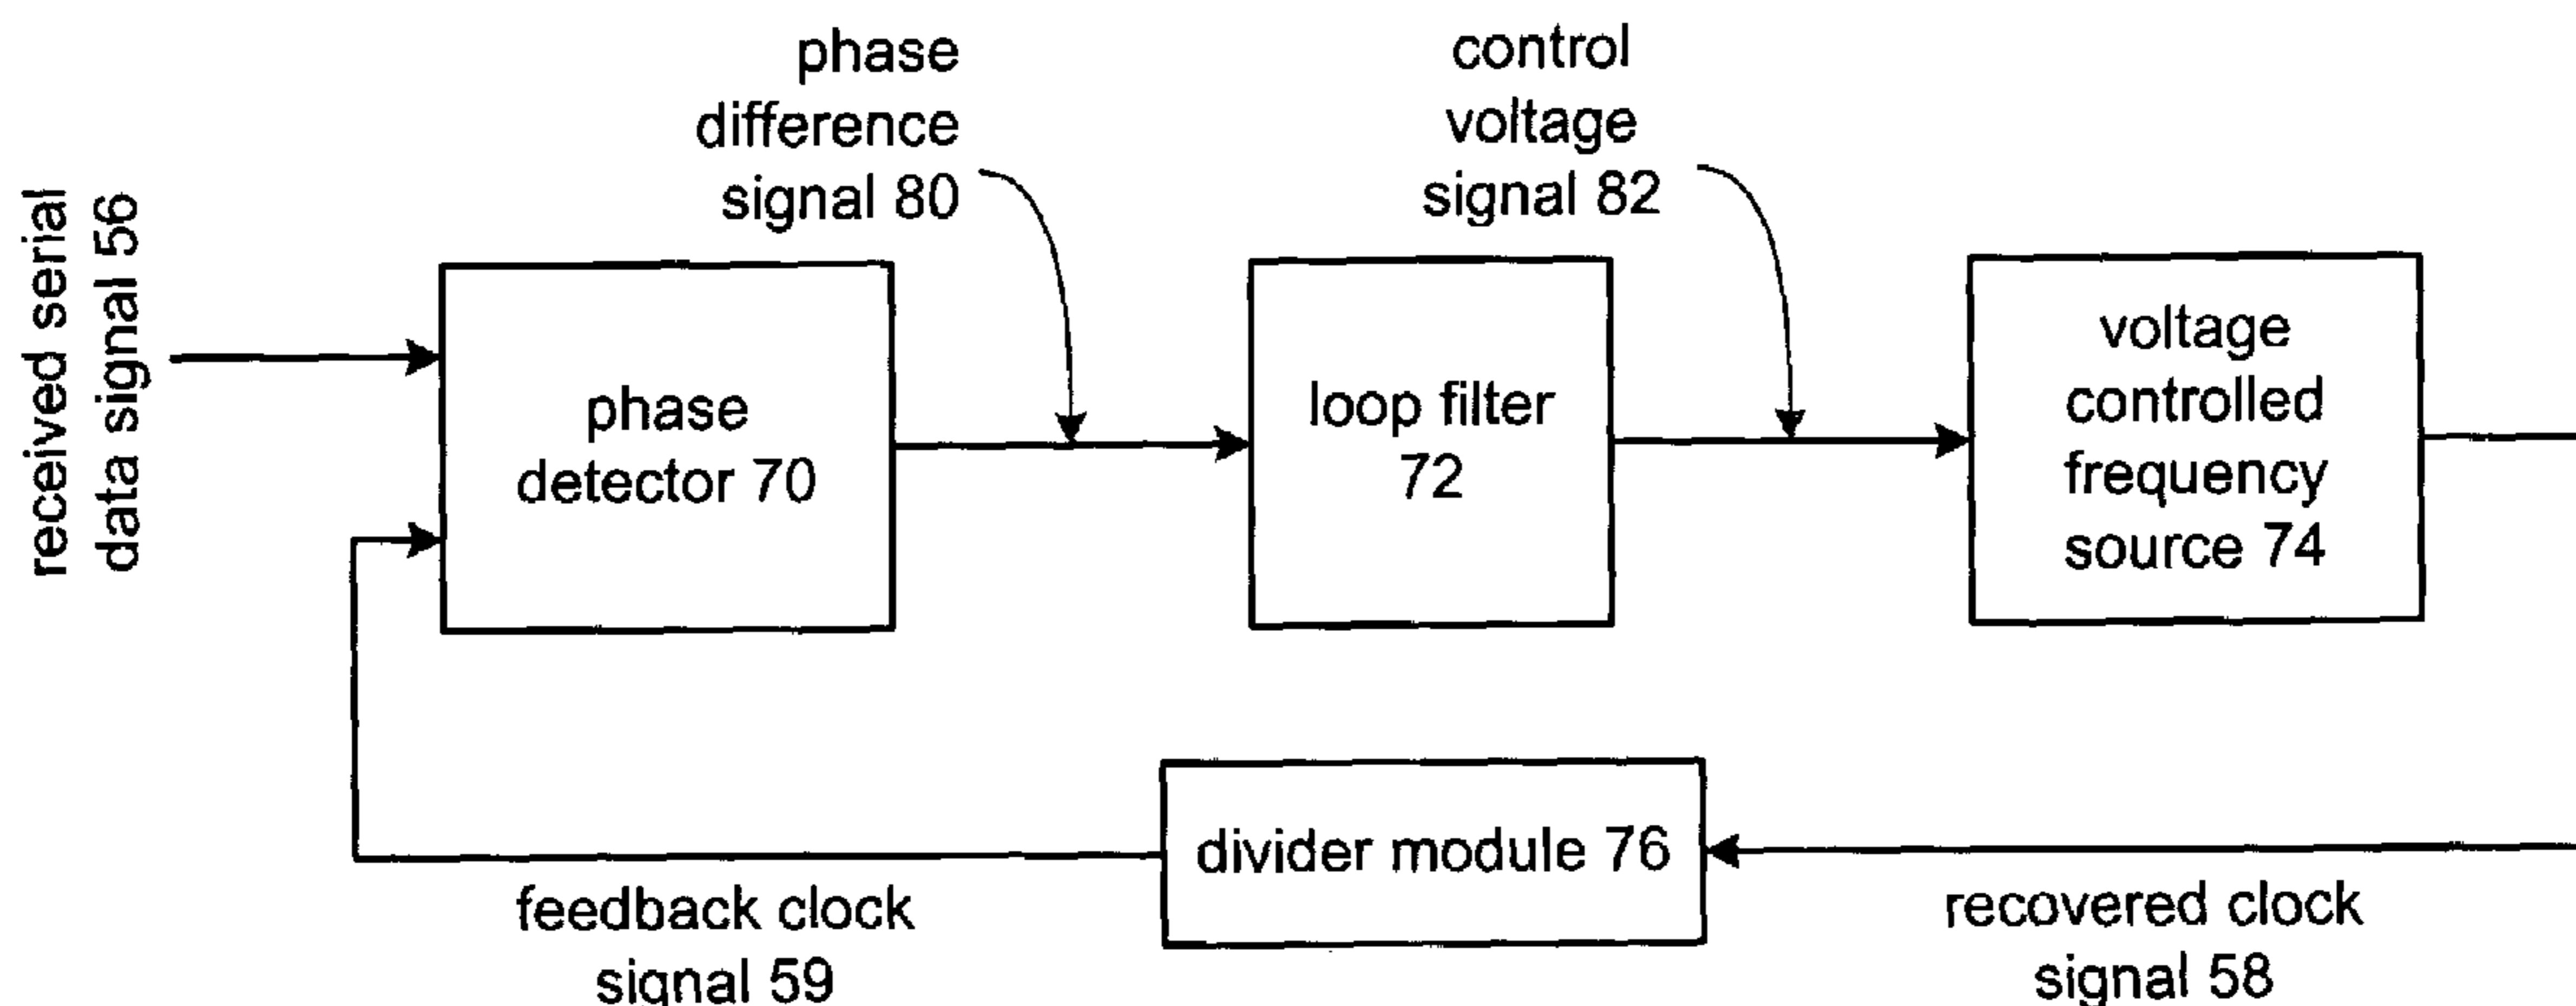 phase
difference
signal 80
control
voltage
signal 82
received serial
data signal 56
phase
detector 70
loop filter
72
voltage
controlled
frequency
source 74
divider module 76
feedback clock
signal 59
recovered clock
signal 58